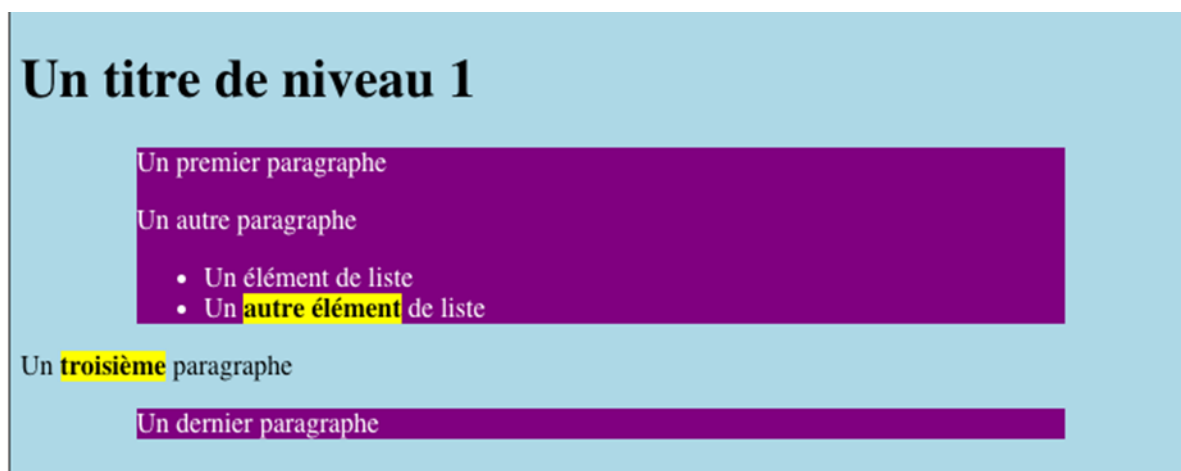 Un titre de niveau 1
Un premier paragraphe
Un autre paragraphe
• Un élément de liste
• Un autre élément de liste
Un troisième paragraphe
Un dernier paragraphe